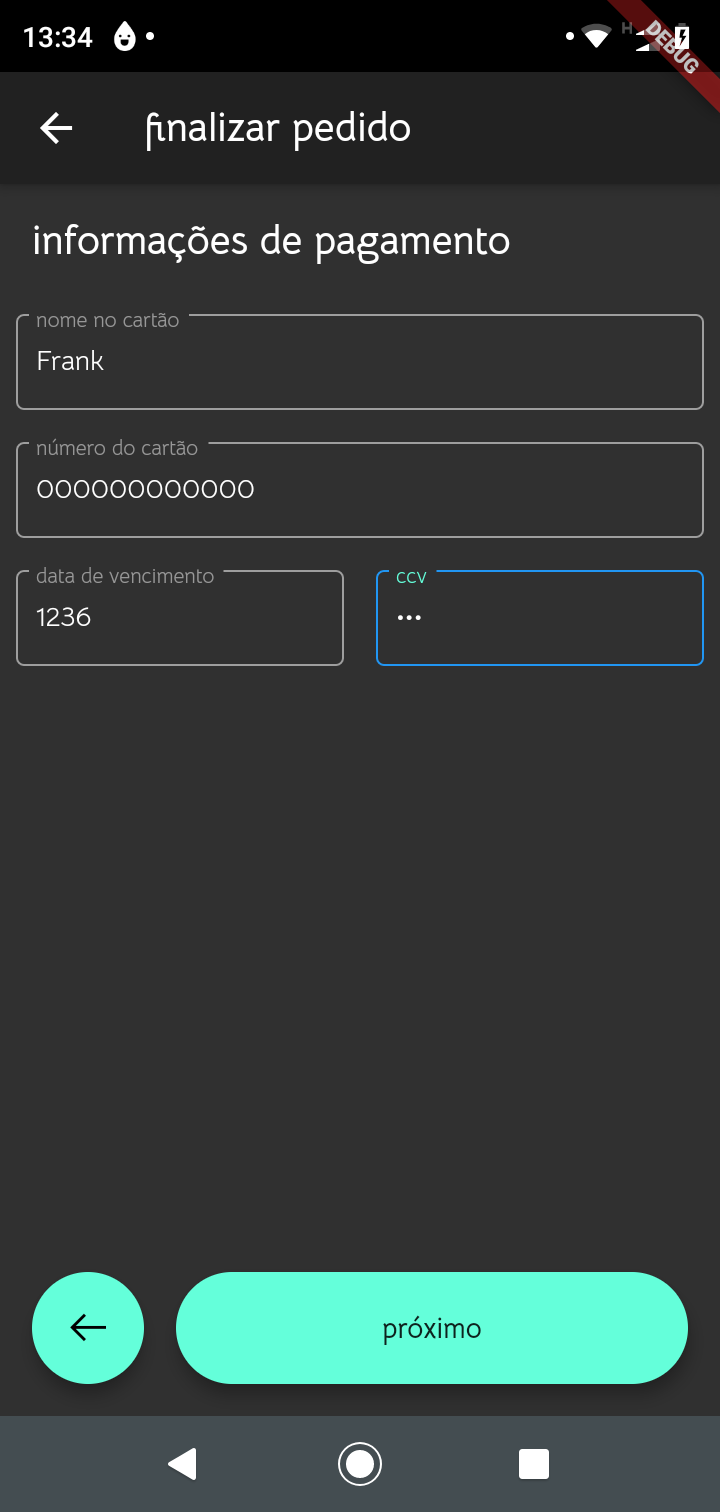 13:34
H
DEBUG
finalizar pedido
informações de pagamento
nome no cartão
Frank
número do cartão
000000000000
data de vencimento
1236
ccv
•••
próximo